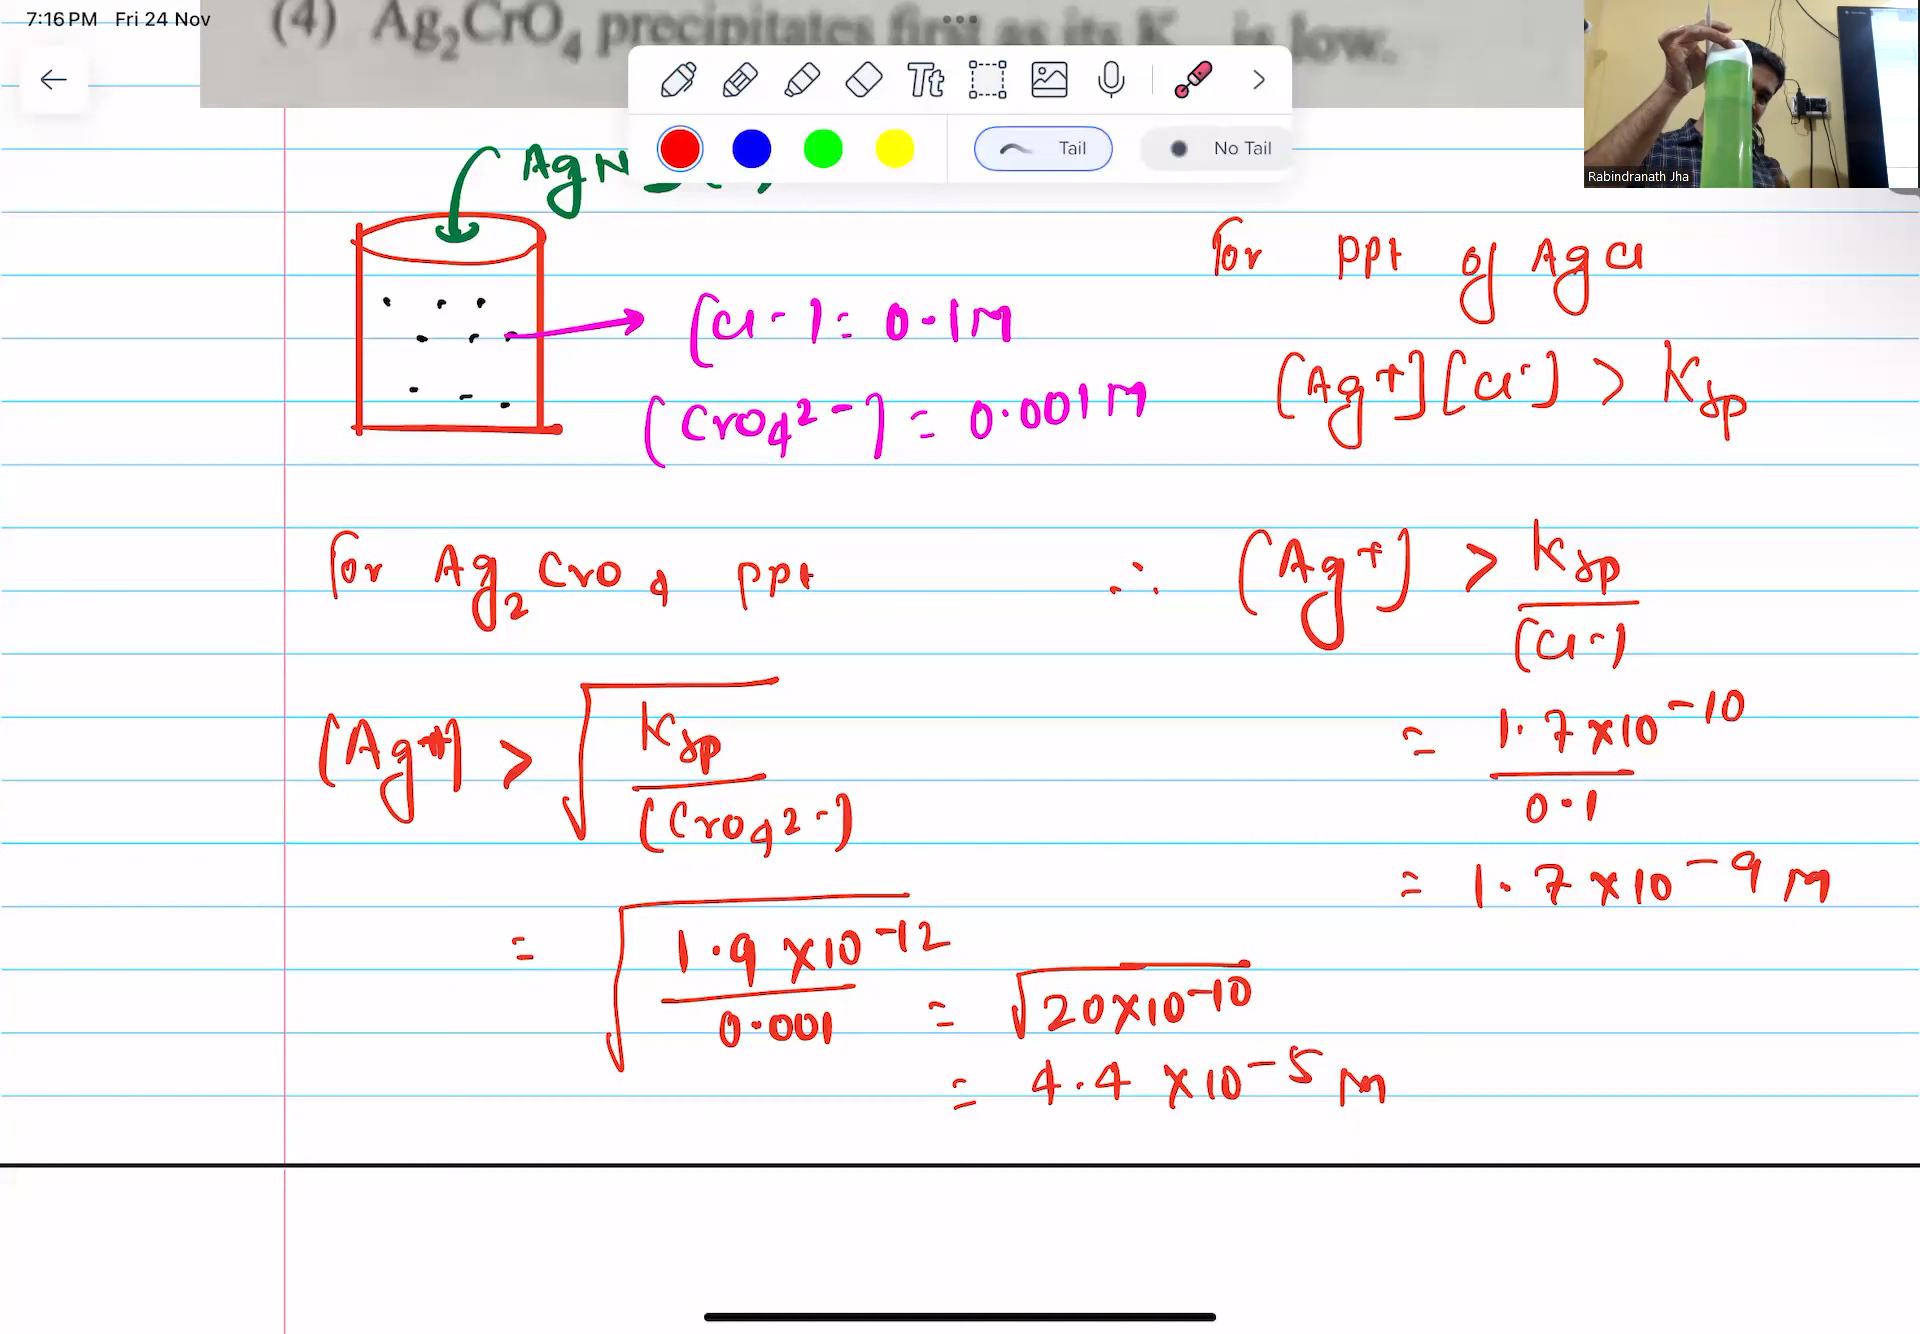 7:16 PM Fri 24 Nov
(4) Ag₂CrO₄ precipitates first as its K is low.
Tt
Tail
No Tail
Rabindranath Jha
AgN
[Cl-] = 0.1M
[CrO₄²⁻] = 0.001M
For ppt of AgCl
[Ag⁺][Cl⁻] > Ksp
∴ [Ag⁺] > Ksp / [Cl-]
= 1.7×10⁻¹⁰ / 0.1
= 1.7×10⁻⁹ M
For Ag₂CrO₄ ppt
[Ag⁺] > √(Ksp / [CrO₄²⁻])
= √(1.9×10⁻¹² / 0.001) = √20×10⁻¹⁰
= 4.4×10⁻⁵ M